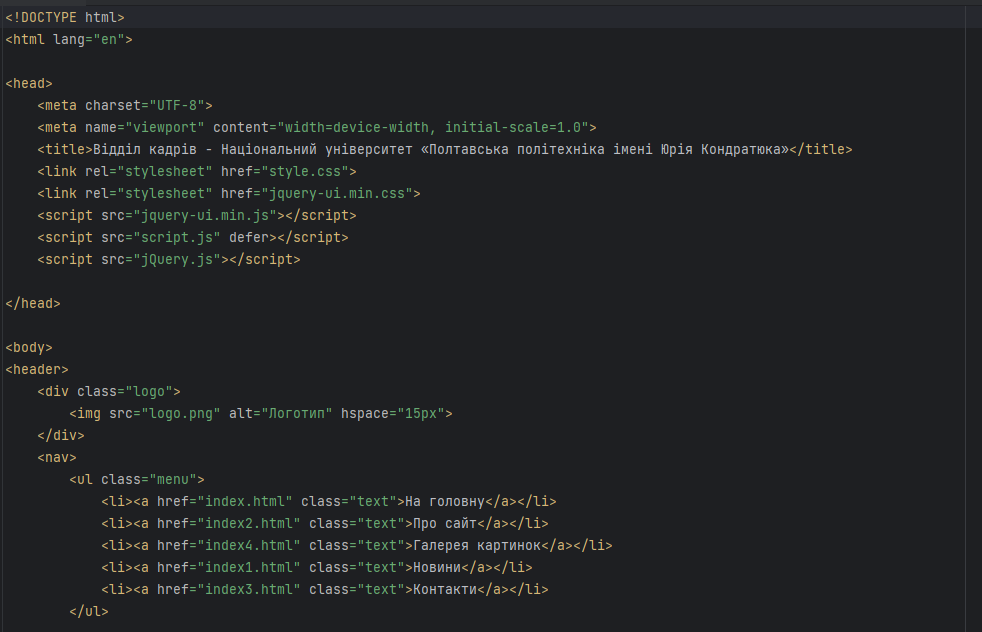 <!DOCTYPE html>
<html lang="en">
<head>
<meta charset="UTF-8">
<meta name="viewport" content="width=device-width, initial-scale=1.0">
<title>Відділ кадрів - Національний університет «Полтавська політехніка імені Юрія Кондратюка»</title>
<link rel="stylesheet" href="style.css">
<link rel="stylesheet" href="jquery-ui.min.css">
<script src="jquery-ui.min.js"></script>
<script src="script.js" defer></script>
<script src="jQuery.js"></script>
</head>
<body>
<header>
<div class="logo">
<img src="logo.png" alt="Логотип" hspace="15px">
</div>
<nav>
<ul class="menu">
<li><a href="index.html" class="text">На головну</a></li>
<li><a href="index2.html" class="text">Про сайт</a></li>
<li><a href="index4.html" class="text">Галерея картинок</a></li>
<li><a href="index1.html" class="text">Новини</a></li>
<li><a href="index3.html" class="text">Контакти</a></li>
</ul>